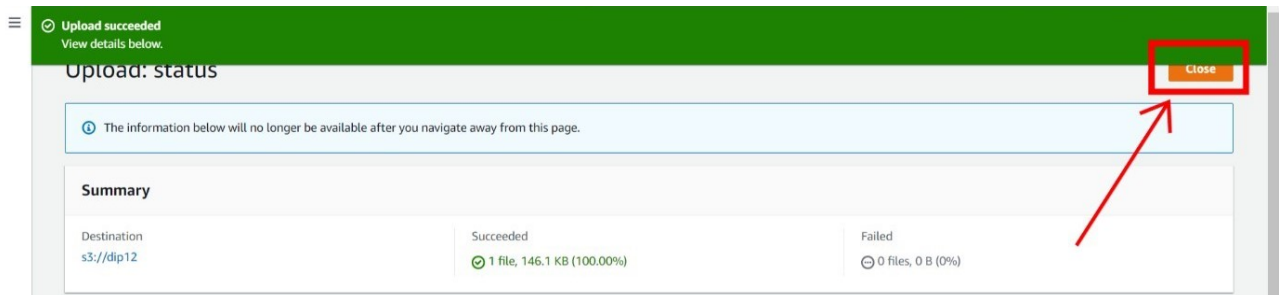 Upload succeeded
View details below.
Upload: status
Close
The information below will no longer be available after you navigate away from this page.
Summary
Destination
Succeeded
Failed
s3://dip12
1 file, 146.1 KB (100.00%)
0 files, 0 B (0%)